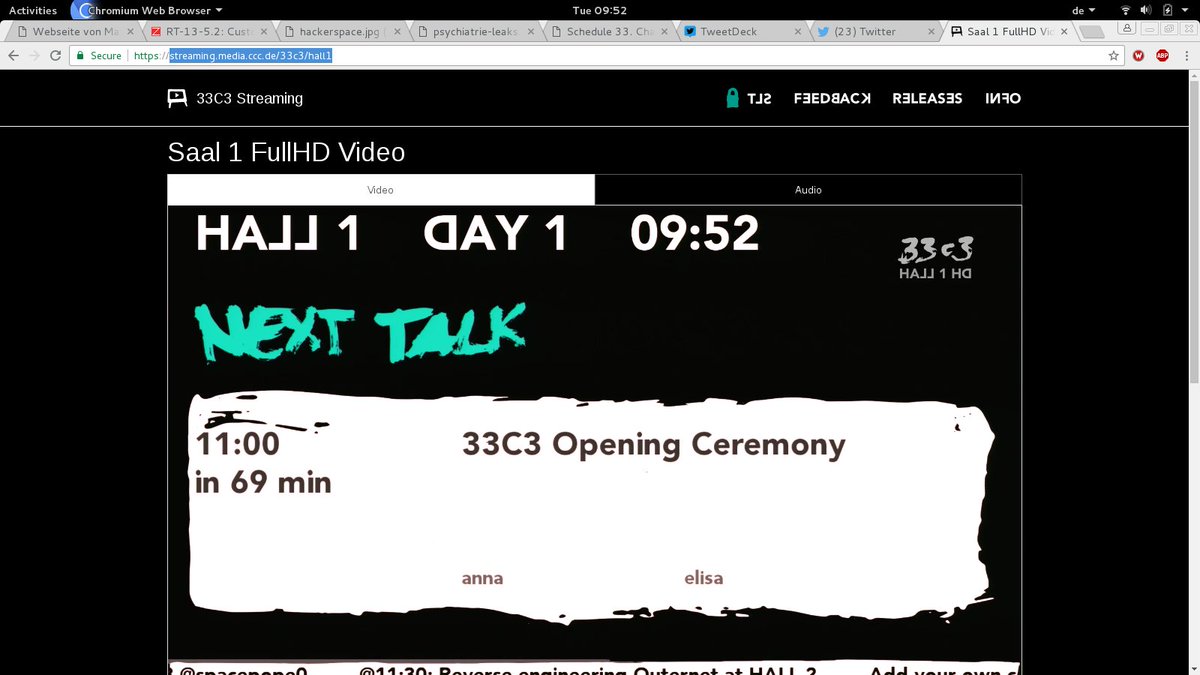 Activities Chromium Web Browser Tue 09:52 de
Webseite von Ma RT-13-5.2: Custo hackerspace.jpg ( psychiatrie-leaks Schedule 33. Cha TweetDeck (23) Twitter Saal 1 FullHD Vid
Secure https://streaming.media.ccc.de/33c3/hall1 W ABP
33C3 Streaming TLS FEEDBACK RELEASES INFO
Saal 1 FullHD Video
Video Audio
HALL 1 DAY 1 09:52
33c3
HALL 1 HD
NEXT TALK
11:00 33C3 Opening Ceremony
in 69 min
anna elisa
@spacepope0 @11:30: Reverse engineering Outernet at HALL 2 Add your own